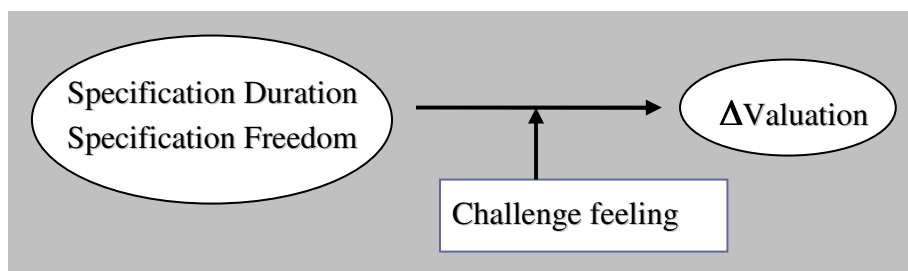 Specification Duration
Specification Freedom
ΔValuation
Challenge feeling